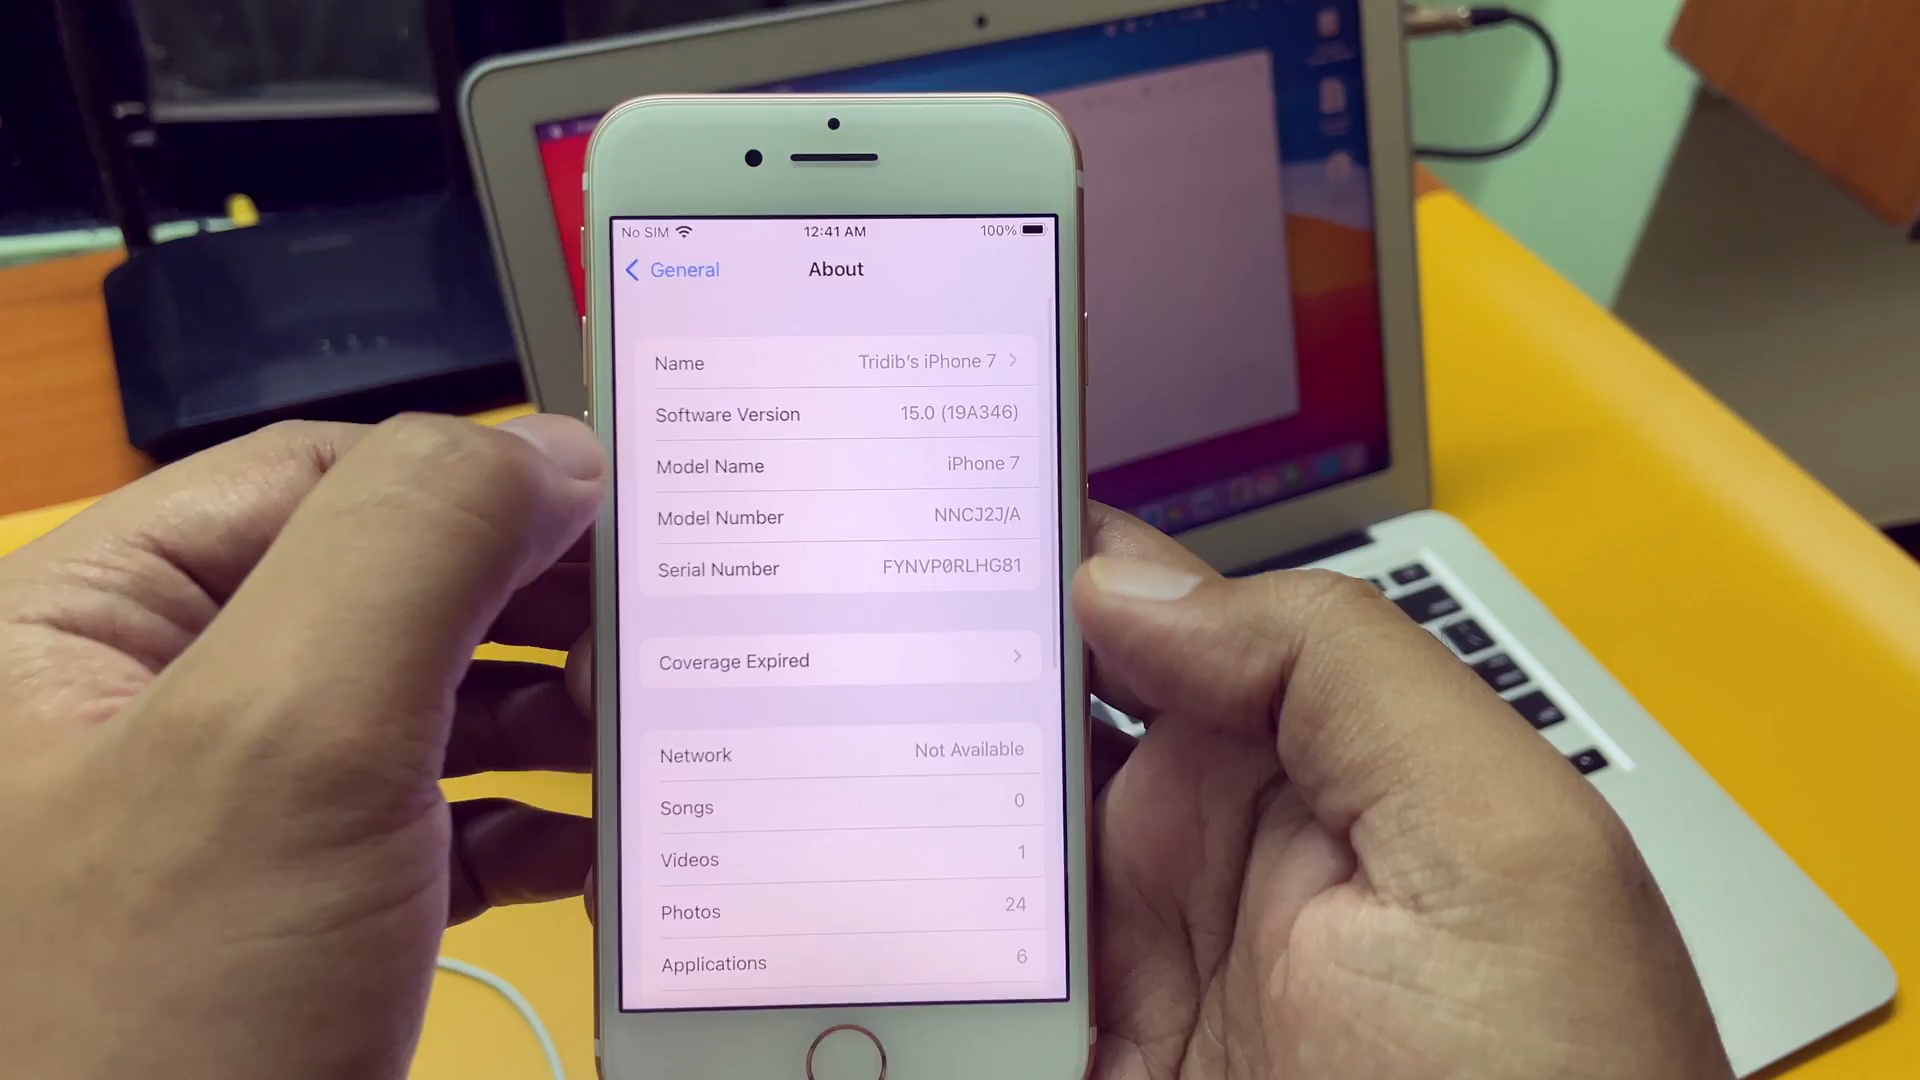 No SIM 12:41 AM 100%
General About
Name Tridib's iPhone 7
Software Version 15.0 (19A346)
Model Name iPhone 7
Model Number NNCJ2J/A
Serial Number FYNVP0RLHG81
Coverage Expired
Network Not Available
Songs 0
Videos 1
Photos 24
Applications 6